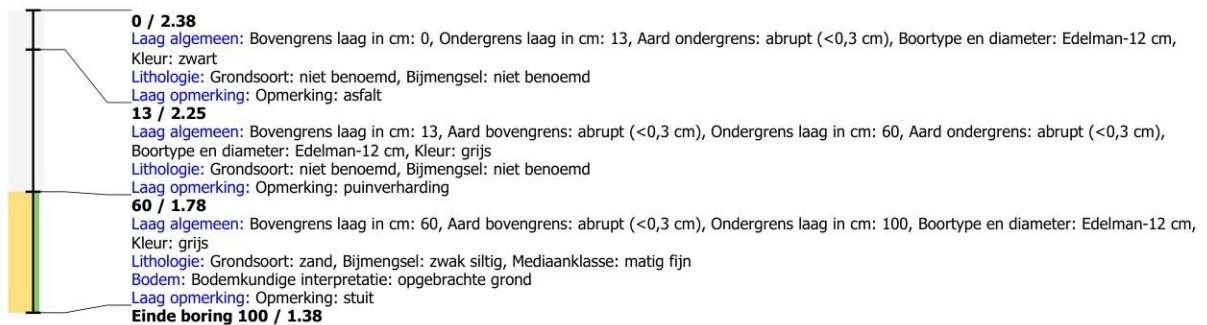 0 / 2.38
Laag algemeen: Bovengrens laag in cm: 0, Ondergrens laag in cm: 13, Aard ondergrens: abrupt (<0,3 cm), Boortype en diameter: Edelman-12 cm,
Kleur: zwart
Lithologie: Grondsoort: niet benoemd, Bijmengsel: niet benoemd
Laag opmerking: Opmerking: asfalt
13 / 2.25
Laag algemeen: Bovengrens laag in cm: 13, Aard bovengrens: abrupt (<0,3 cm), Ondergrens laag in cm: 60, Aard ondergrens: abrupt (<0,3 cm),
Boortype en diameter: Edelman-12 cm, Kleur: grijs
Lithologie: Grondsoort: niet benoemd, Bijmengsel: niet benoemd
Laag opmerking: Opmerking: puinverharding
60 / 1.78
Laag algemeen: Bovengrens laag in cm: 60, Aard bovengrens: abrupt (<0,3 cm), Ondergrens laag in cm: 100, Boortype en diameter: Edelman-12 cm,
Kleur: grijs
Lithologie: Grondsoort: zand, Bijmengsel: zwak siltig, Mediaanklasse: matig fijn
Bodem: Bodemkundige interpretatie: opgebrachte grond
Laag opmerking: Opmerking: stuit
Einde boring 100 / 1.38